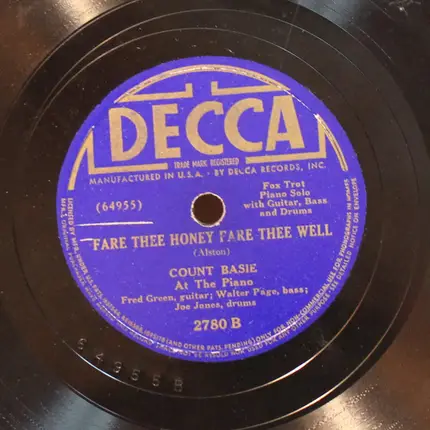 DECCA
TRADE MARK REGISTERED
MANUFACTURED IN U.S.A. · BY DECCA RECORDS, INC.
Fox Trot
Piano Solo
with Guitar, Bass
and Drums
(64955)
FARE THEE HONEY FARE THEE WELL
(Alston)
COUNT BASIE
At The Piano
Fred Green, guitar; Walter Page, bass;
Joe Jones, drums
2780 B